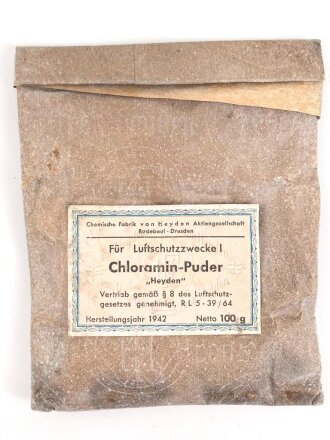 Chemische Fabrik von Heyden Aktiengesellschaft
Radebeul - Dresden
Für Luftschutzzwecke!
Chloramin-Puder
„Heyden"
Vertrieb gemäß § 8 des Luftschutz-
gesetzes genehmigt, R L 5 - 39/64
Herstellungsjahr 1942 Netto 100 g